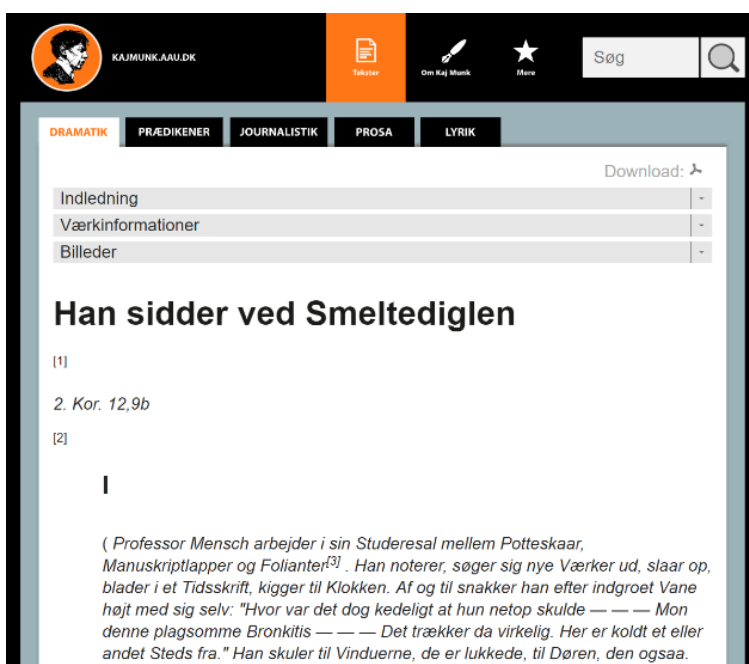 KAJMUNK.AAU.DK
Tekster
Om Kaj Munk
Mere
Søg
DRAMATIK
PRÆDIKENER
JOURNALISTIK
PROSA
LYRIK
Download:
Indledning
Værkinformationer
Billeder
Han sidder ved Smeltediglen
[1]
2. Kor. 12,9b
[2]
I
( Professor Mensch arbejder i sin Studeresal mellem Potteskaar,
Manuskriptlapper og Folianter[3] . Han noterer, søger sig nye Værker ud, slaar op,
blader i et Tidsskrift, kigger til Klokken. Af og til snakker han efter indgroet Vane
højt med sig selv: "Hvor var det dog kedeligt at hun netop skulde — — — Mon
denne plagsomme Bronkitis — — — Det trækker da virkelig. Her er koldt et eller
andet Steds fra." Han skuler til Vinduerne, de er lukkede, til Døren, den ogsaa.